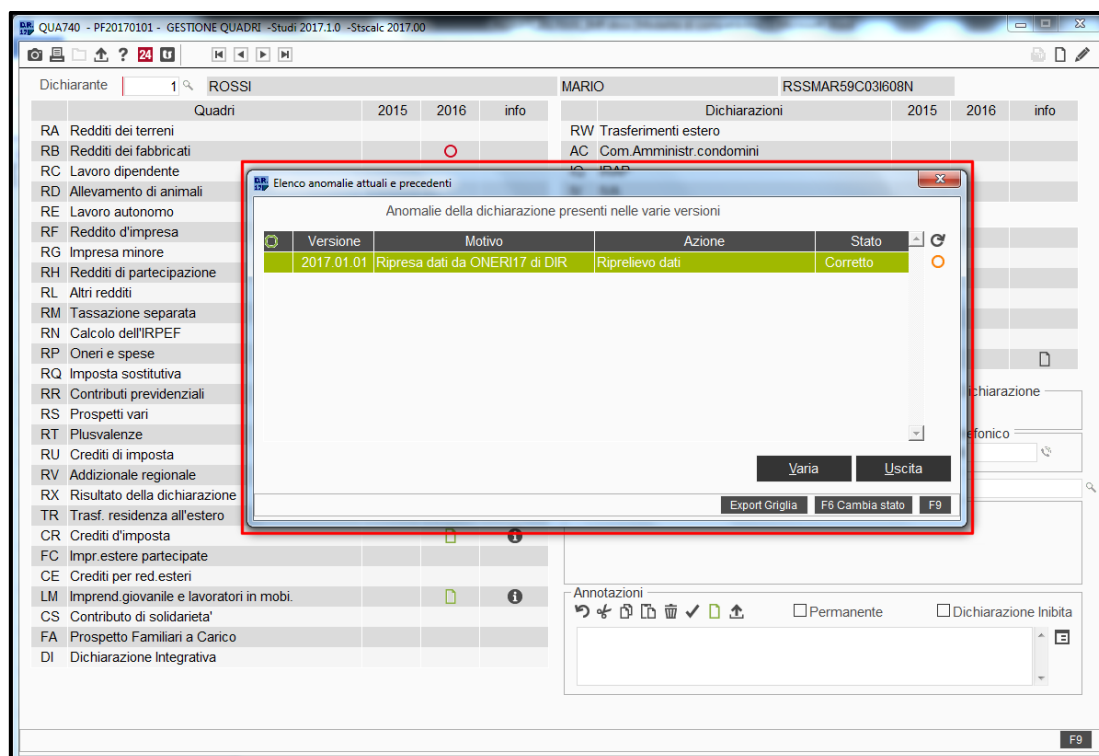 QUA740 - PF20170101 - GESTIONE QUADRI -Studi 2017.1.0 -Stscalc 2017.00
? 24
Dichiarante 1 ROSSI MARIO RSSMAR59C03I608N
Quadri 2015 2016 info Dichiarazioni 2015 2016 info
RA Redditi dei terreni RW Trasferimenti estero
RB Redditi dei fabbricati AC Com.Amministr.condomini
RC Lavoro dipendente IQ IRAP
RD Allevamento di animali
RE Lavoro autonomo
RF Reddito d'impresa
RG Impresa minore
RH Redditi di partecipazione
RL Altri redditi
RM Tassazione separata
RN Calcolo dell'IRPEF
RP Oneri e spese
RQ Imposta sostitutiva
RR Contributi previdenziali
RS Prospetti vari
RT Plusvalenze
RU Crediti di imposta
RV Addizionale regionale
RX Risultato della dichiarazione
TR Trasf. residenza all'estero
CR Crediti d'imposta
FC Impr.estere partecipate
CE Crediti per red.esteri
LM Imprend.giovanile e lavoratori in mobi.
CS Contributo di solidarieta'
FA Prospetto Familiari a Carico
DI Dichiarazione Integrativa
Elenco anomalie attuali e precedenti
Anomalie della dichiarazione presenti nelle varie versioni
Versione Motivo Azione Stato
2017.01.01 Ripresa dati da ONERI17 di DIR Riprelievo dati Corretto
Varia Uscita
Export Griglia F6 Cambia stato F9
ichiarazione
efonico
Annotazioni
Permanente Dichiarazione Inibita
F9